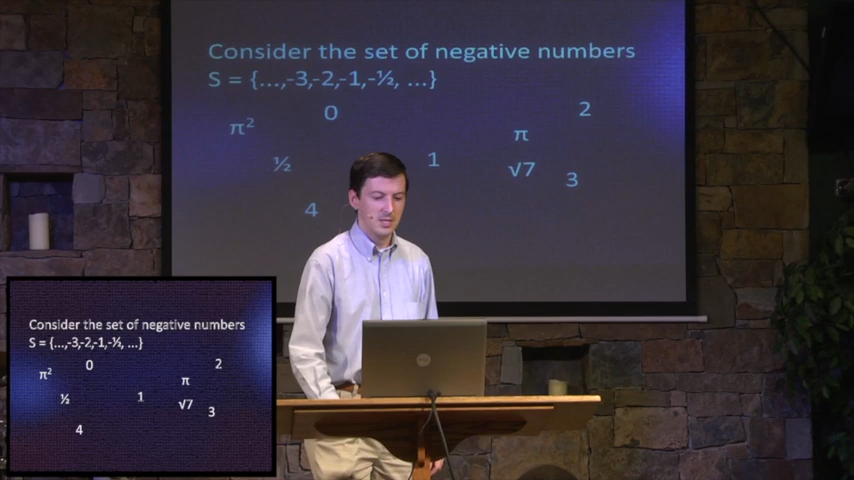 Consider the set of negative numbers
S = {...,-3,-2,-1,-½, ...}
0
2
π²
π
½
1
√7
3
4
Consider the set of negative numbers
S = {...,-3,-2,-1,-½, ...}
0
2
π²
π
½
1
√7
3
4